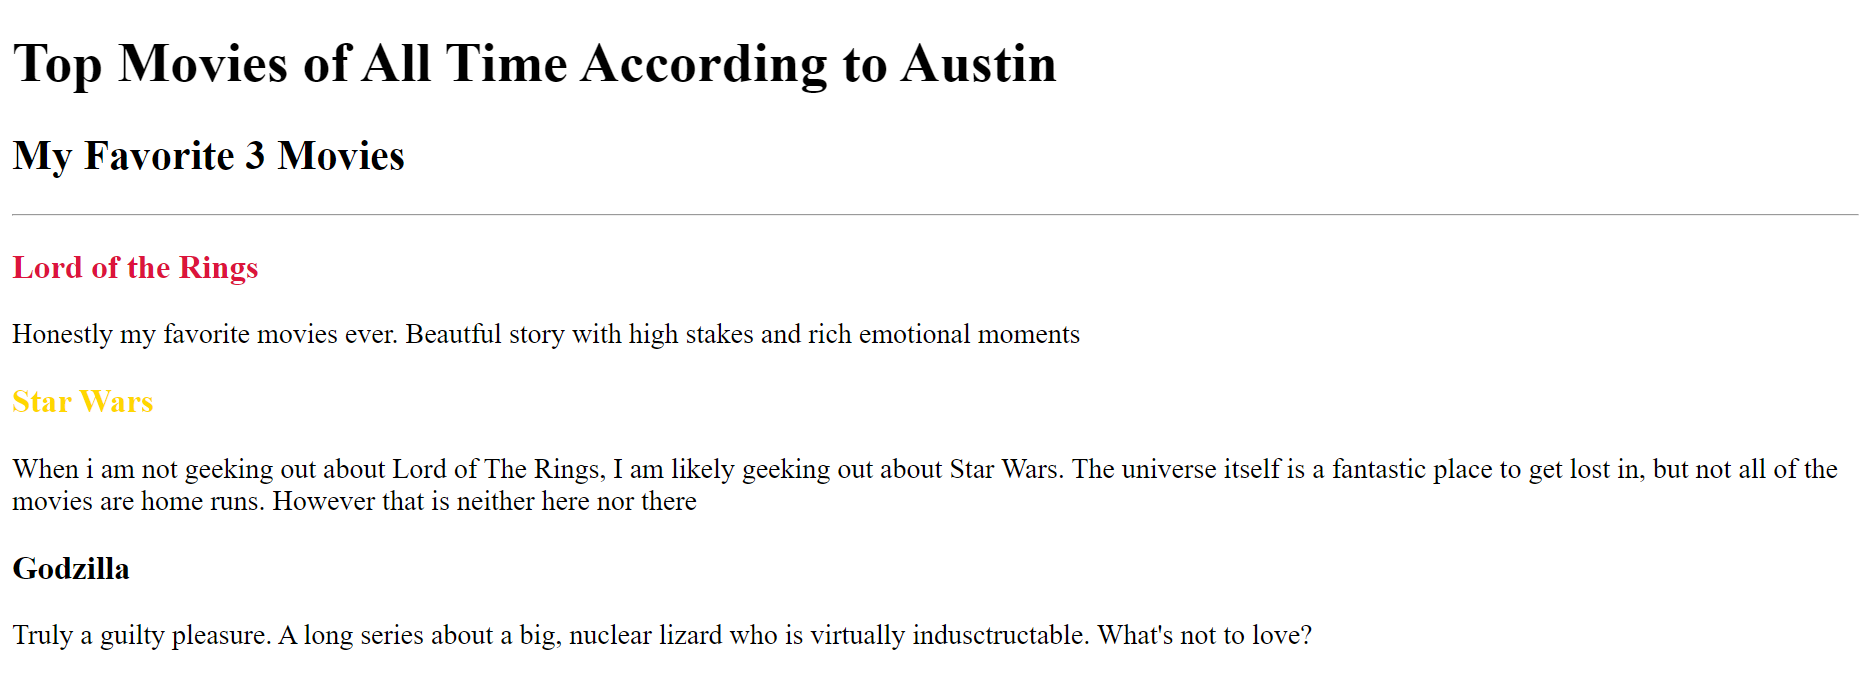 Top Movies of All Time According to Austin
My Favorite 3 Movies
Lord of the Rings
Honestly my favorite movies ever. Beautful story with high stakes and rich emotional moments
Star Wars
When i am not geeking out about Lord of The Rings, I am likely geeking out about Star Wars. The universe itself is a fantastic place to get lost in, but not all of the
movies are home runs. However that is neither here nor there
Godzilla
Truly a guilty pleasure. A long series about a big, nuclear lizard who is virtually indusctructable. What's not to love?